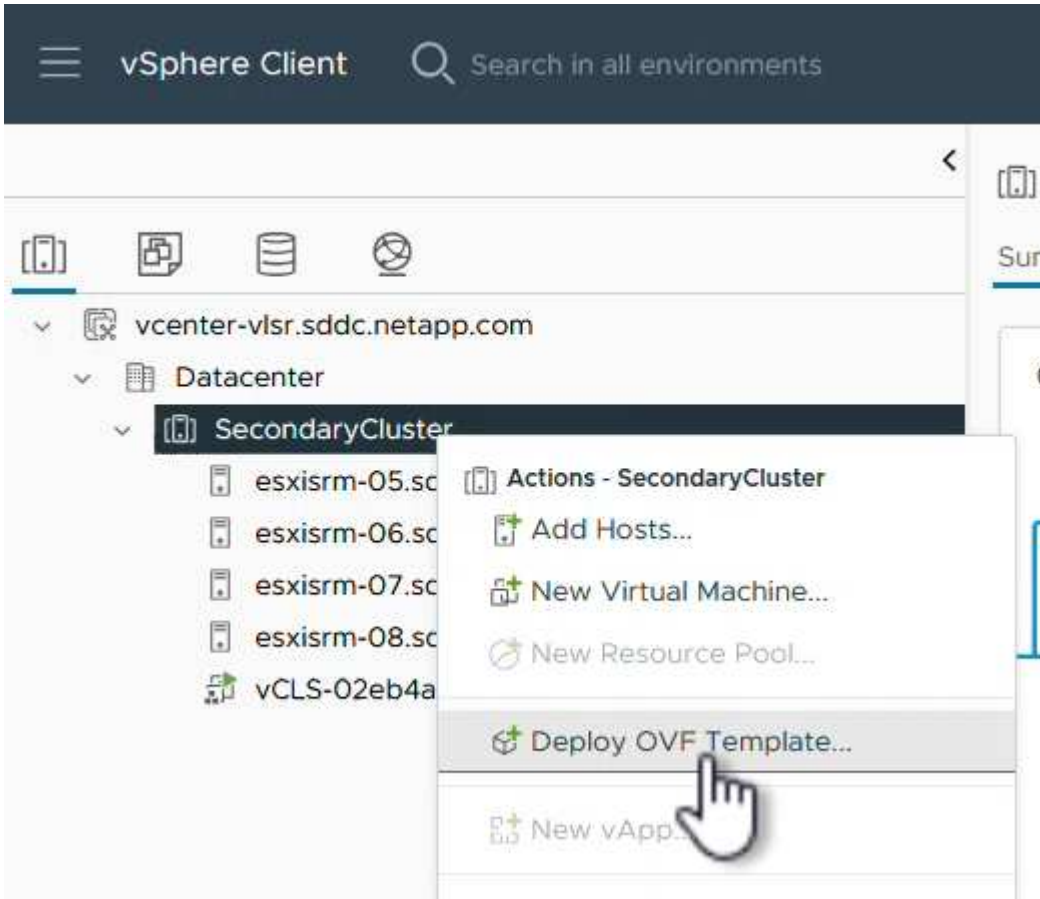 vSphere Client
Search in all environments
vcenter-vlsr.sddc.netapp.com
Datacenter
SecondaryCluster
esxisrm-05.sc
esxisrm-06.sc
esxisrm-07.sc
esxisrm-08.sc
vCLS-02eb4a
Actions - SecondaryCluster
Add Hosts...
New Virtual Machine...
New Resource Pool...
Deploy OVF Template...
New vApp